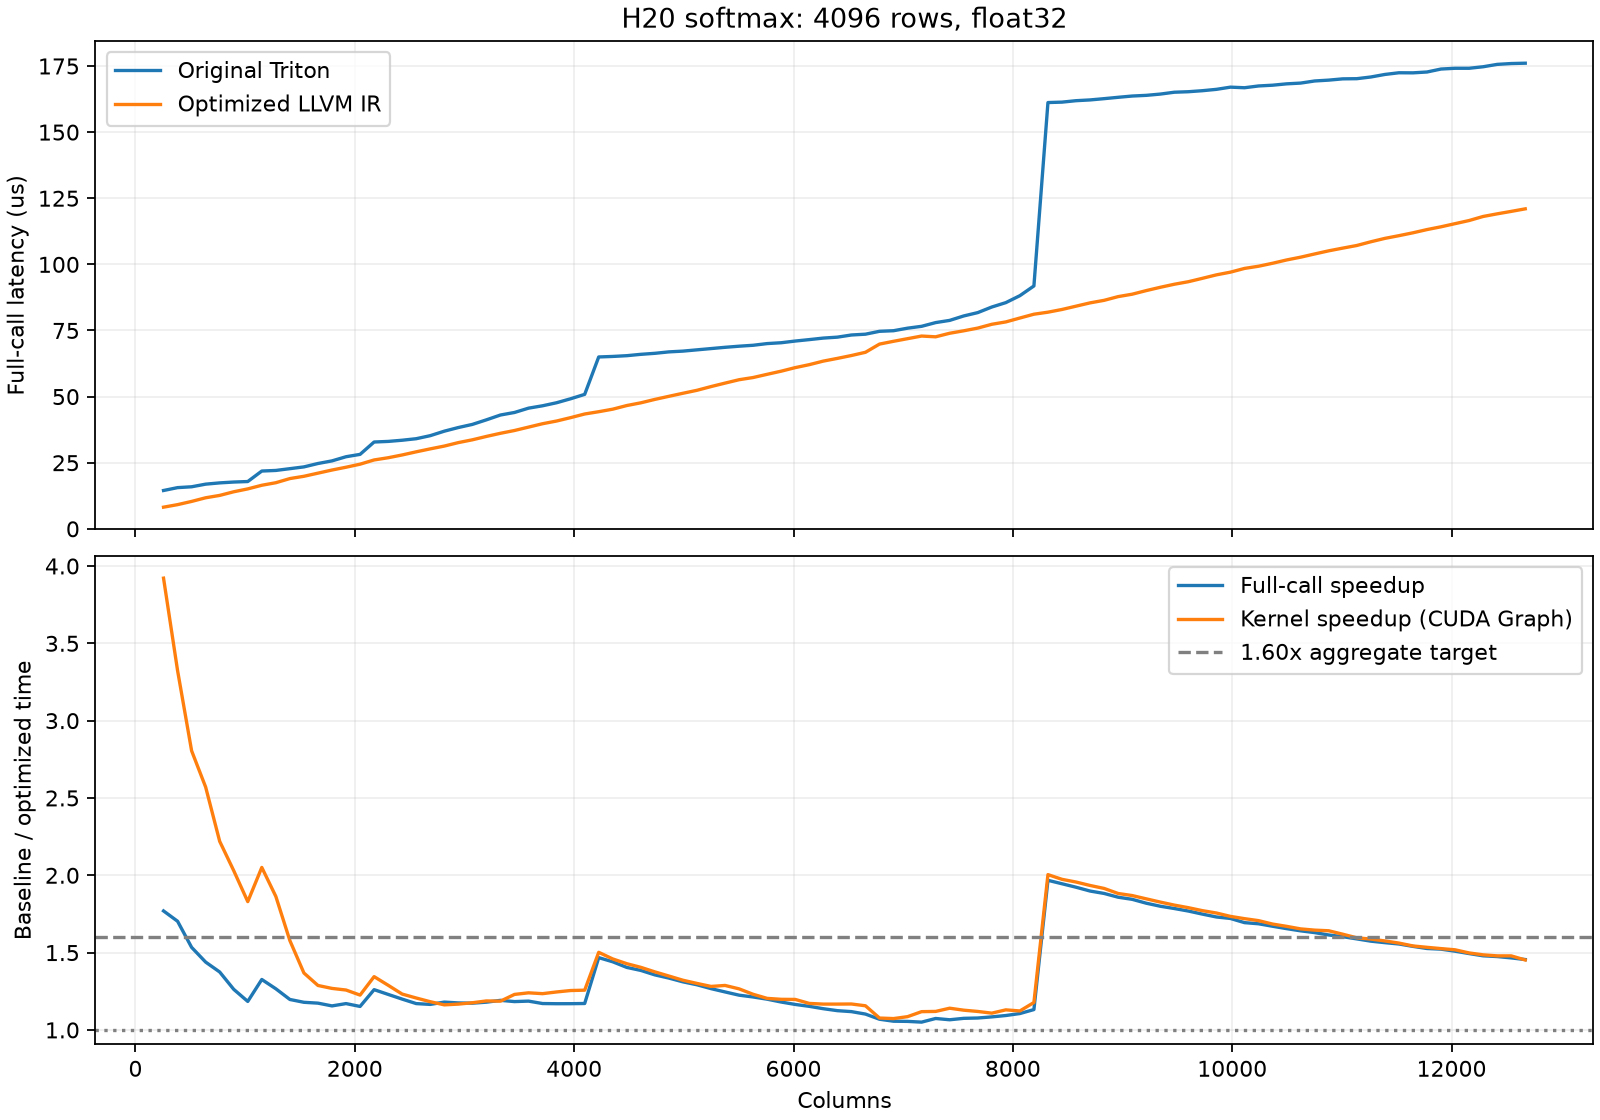 H20 softmax: 4096 rows, float32
Full-call latency (us)
175
150
125
100
75
50
25
0
Original Triton
Optimized LLVM IR
Baseline / optimized time
4.0
3.5
3.0
2.5
2.0
1.5
1.0
Full-call speedup
Kernel speedup (CUDA Graph)
1.60x aggregate target
0 2000 4000 6000 8000 10000 12000
Columns